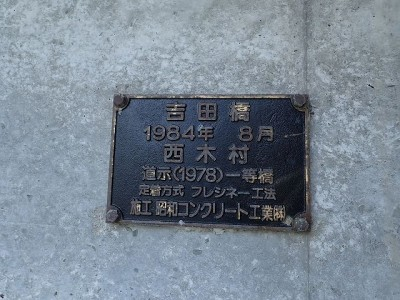 吉田橋
1984年 8月
西木村
道示(1978)一等橋
定着方式 フレシネー工法
施工 昭和コンクリート工業㈱